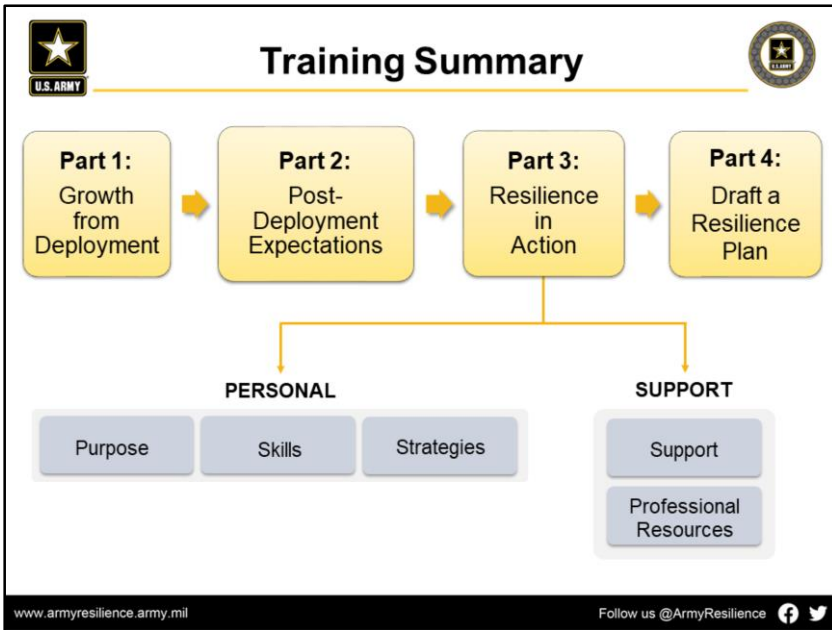 Training Summary
U.S. ARMY
U.S. ARMY
Part 1:
Growth
from
Deployment
Part 2:
Post-
Deployment
Expectations
Part 3:
Resilience
in
Action
Part 4:
Draft a
Resilience
Plan
PERSONAL
Purpose
Skills
Strategies
SUPPORT
Support
Professional
Resources
www.armyresilience.army.mil
Follow us @ArmyResilience